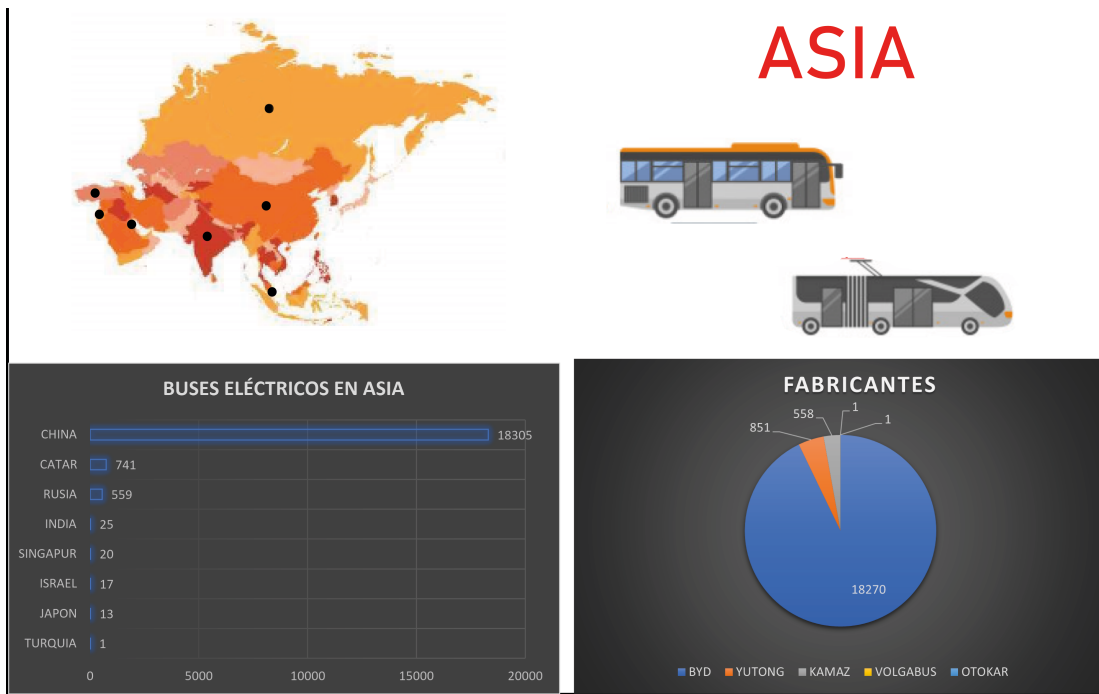 ASIA
BUSES ELÉCTRICOS EN ASIA
CHINA 18305
CATAR 741
RUSIA 559
INDIA 25
SINGAPUR 20
ISRAEL 17
JAPON 13
TURQUIA 1
0 5000 10000 15000 20000
FABRICANTES
1
558
1
851
18270
BYD YUTONG KAMAZ VOLGABUS OTOKAR